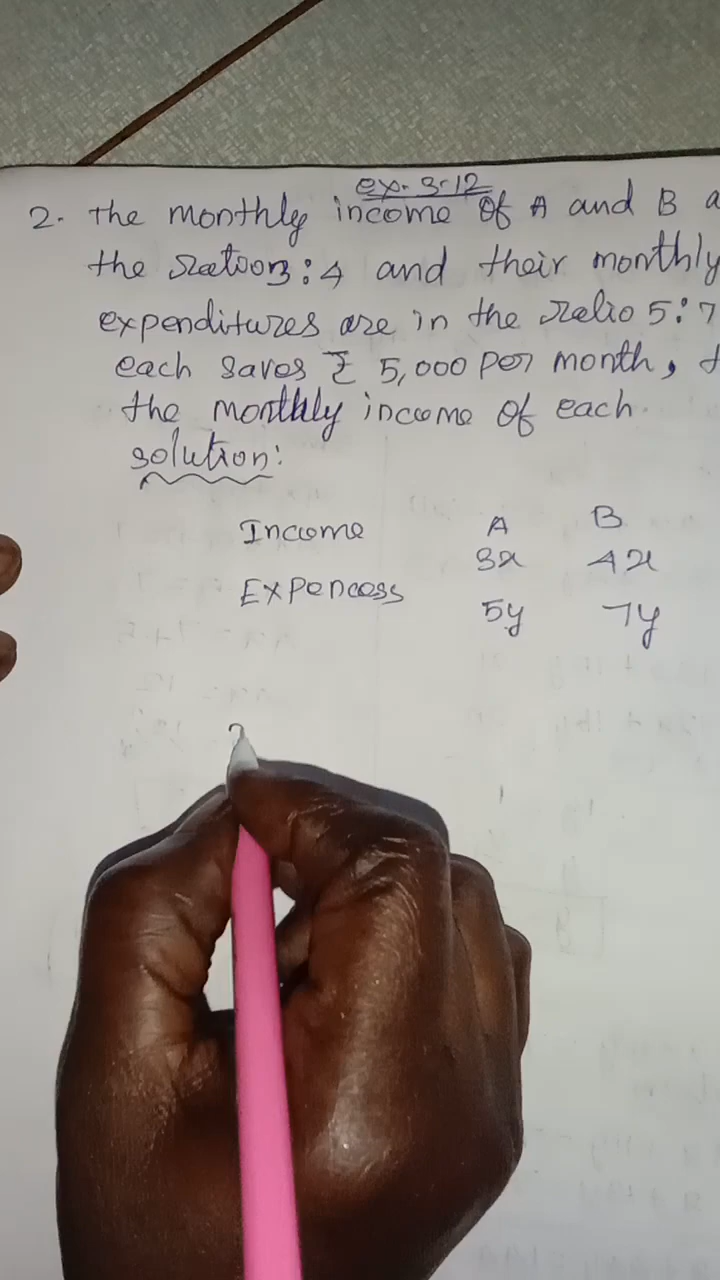 ex. 3.12
2. The monthly income of A and B a
the ratio 3:4 and their monthly
expenditures are in the ratio 5:7
each saves ₹ 5,000 per month,
the monthly income of each.
solution:
A B
Income
3x 4x
Expencess
5y 7y